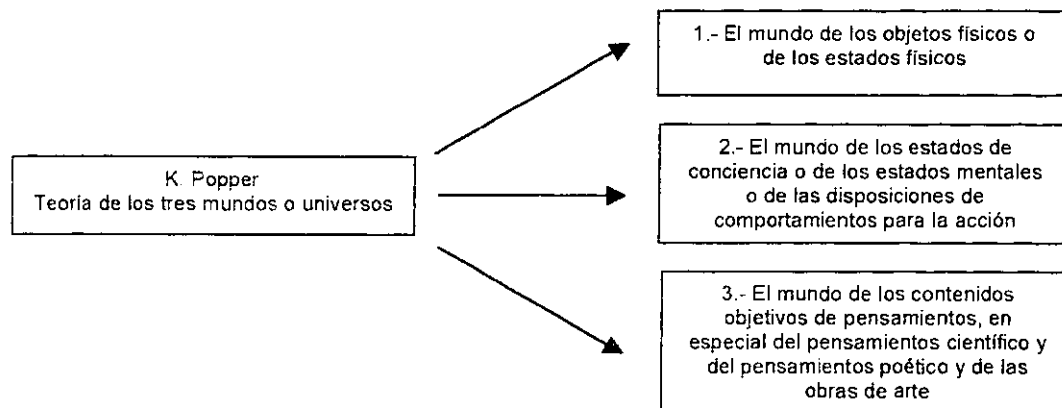 1.- El mundo de los objetos físicos o
de los estados físicos
K. Popper
Teoría de los tres mundos o universos
2.- El mundo de los estados de
conciencia o de los estados mentales
o de las disposiciones de
comportamientos para la acción
3.- El mundo de los contenidos
objetivos de pensamientos, en
especial del pensamientos científico y
del pensamientos poético y de las
obras de arte